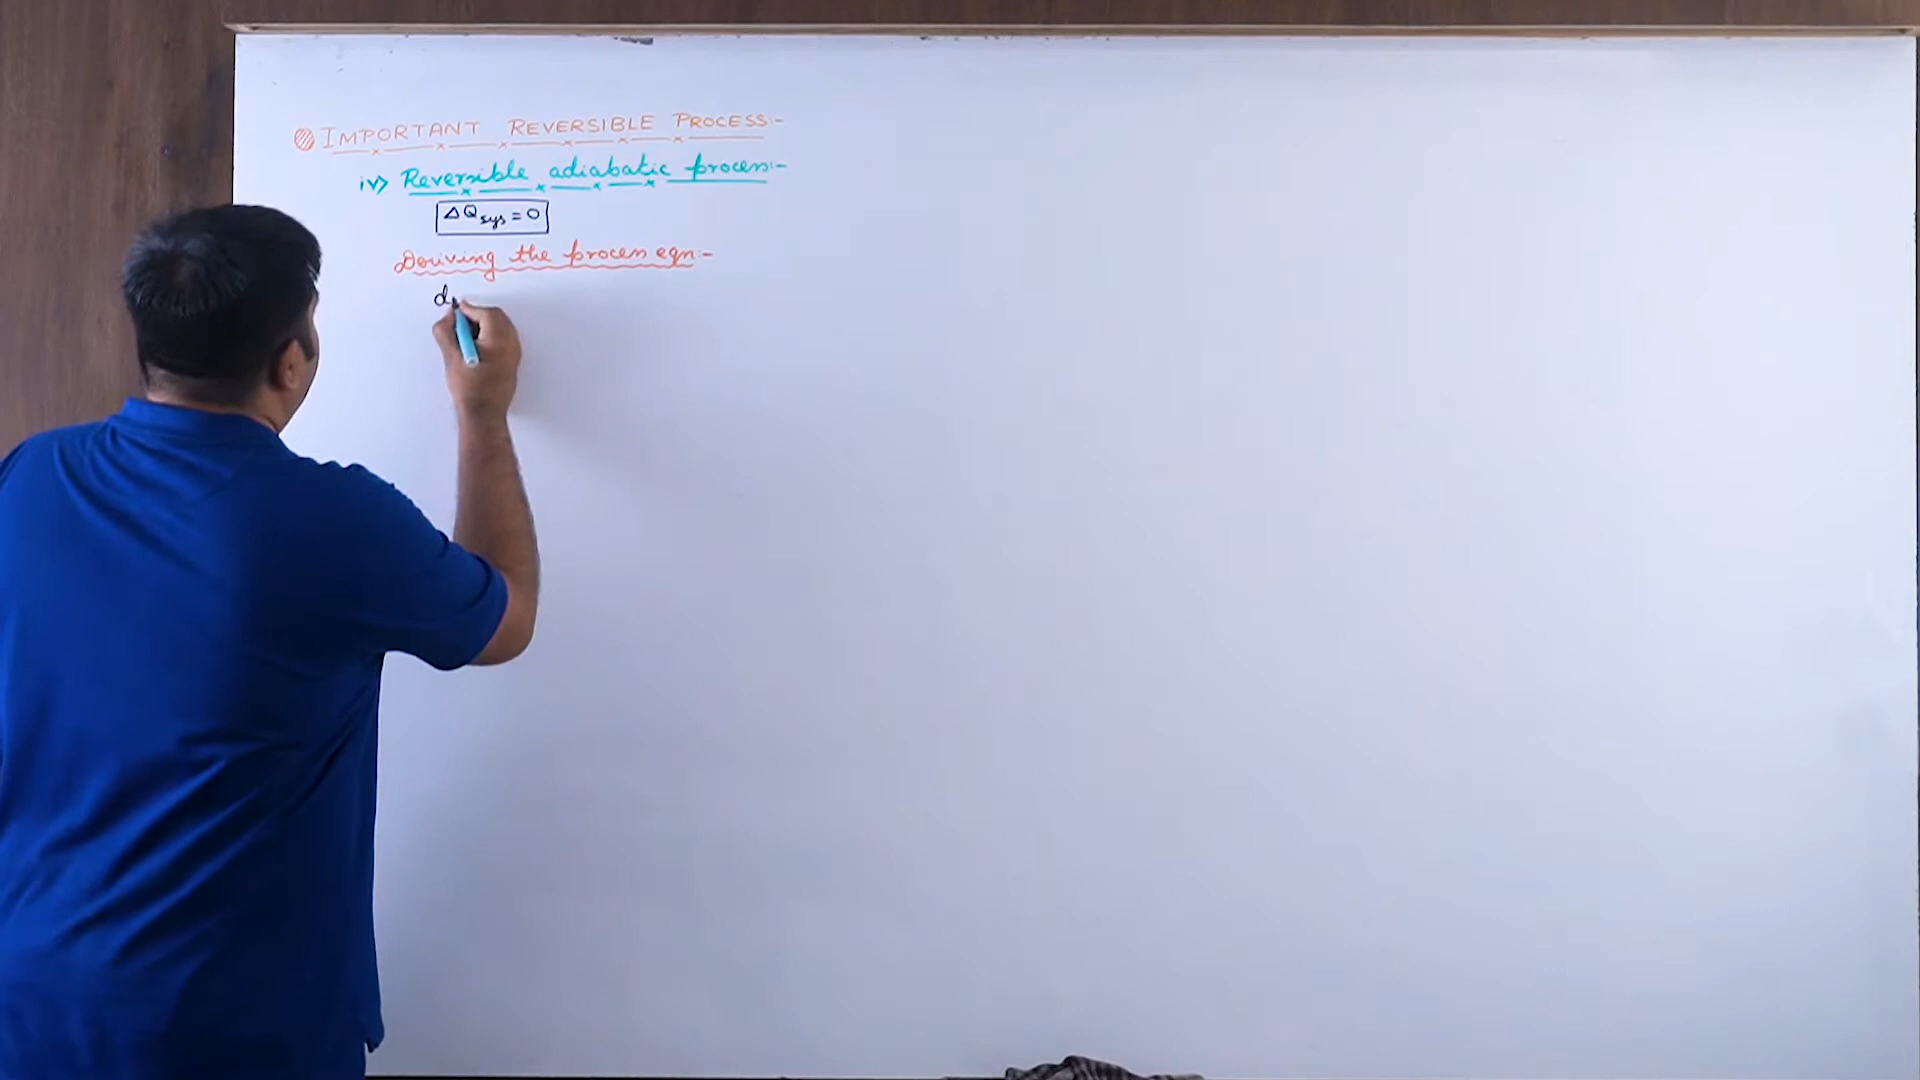 IMPORTANT REVERSIBLE PROCESS:-
iv> Reversible adiabatic process:-
ΔQsys = 0
Deriving the process eqn:-
d